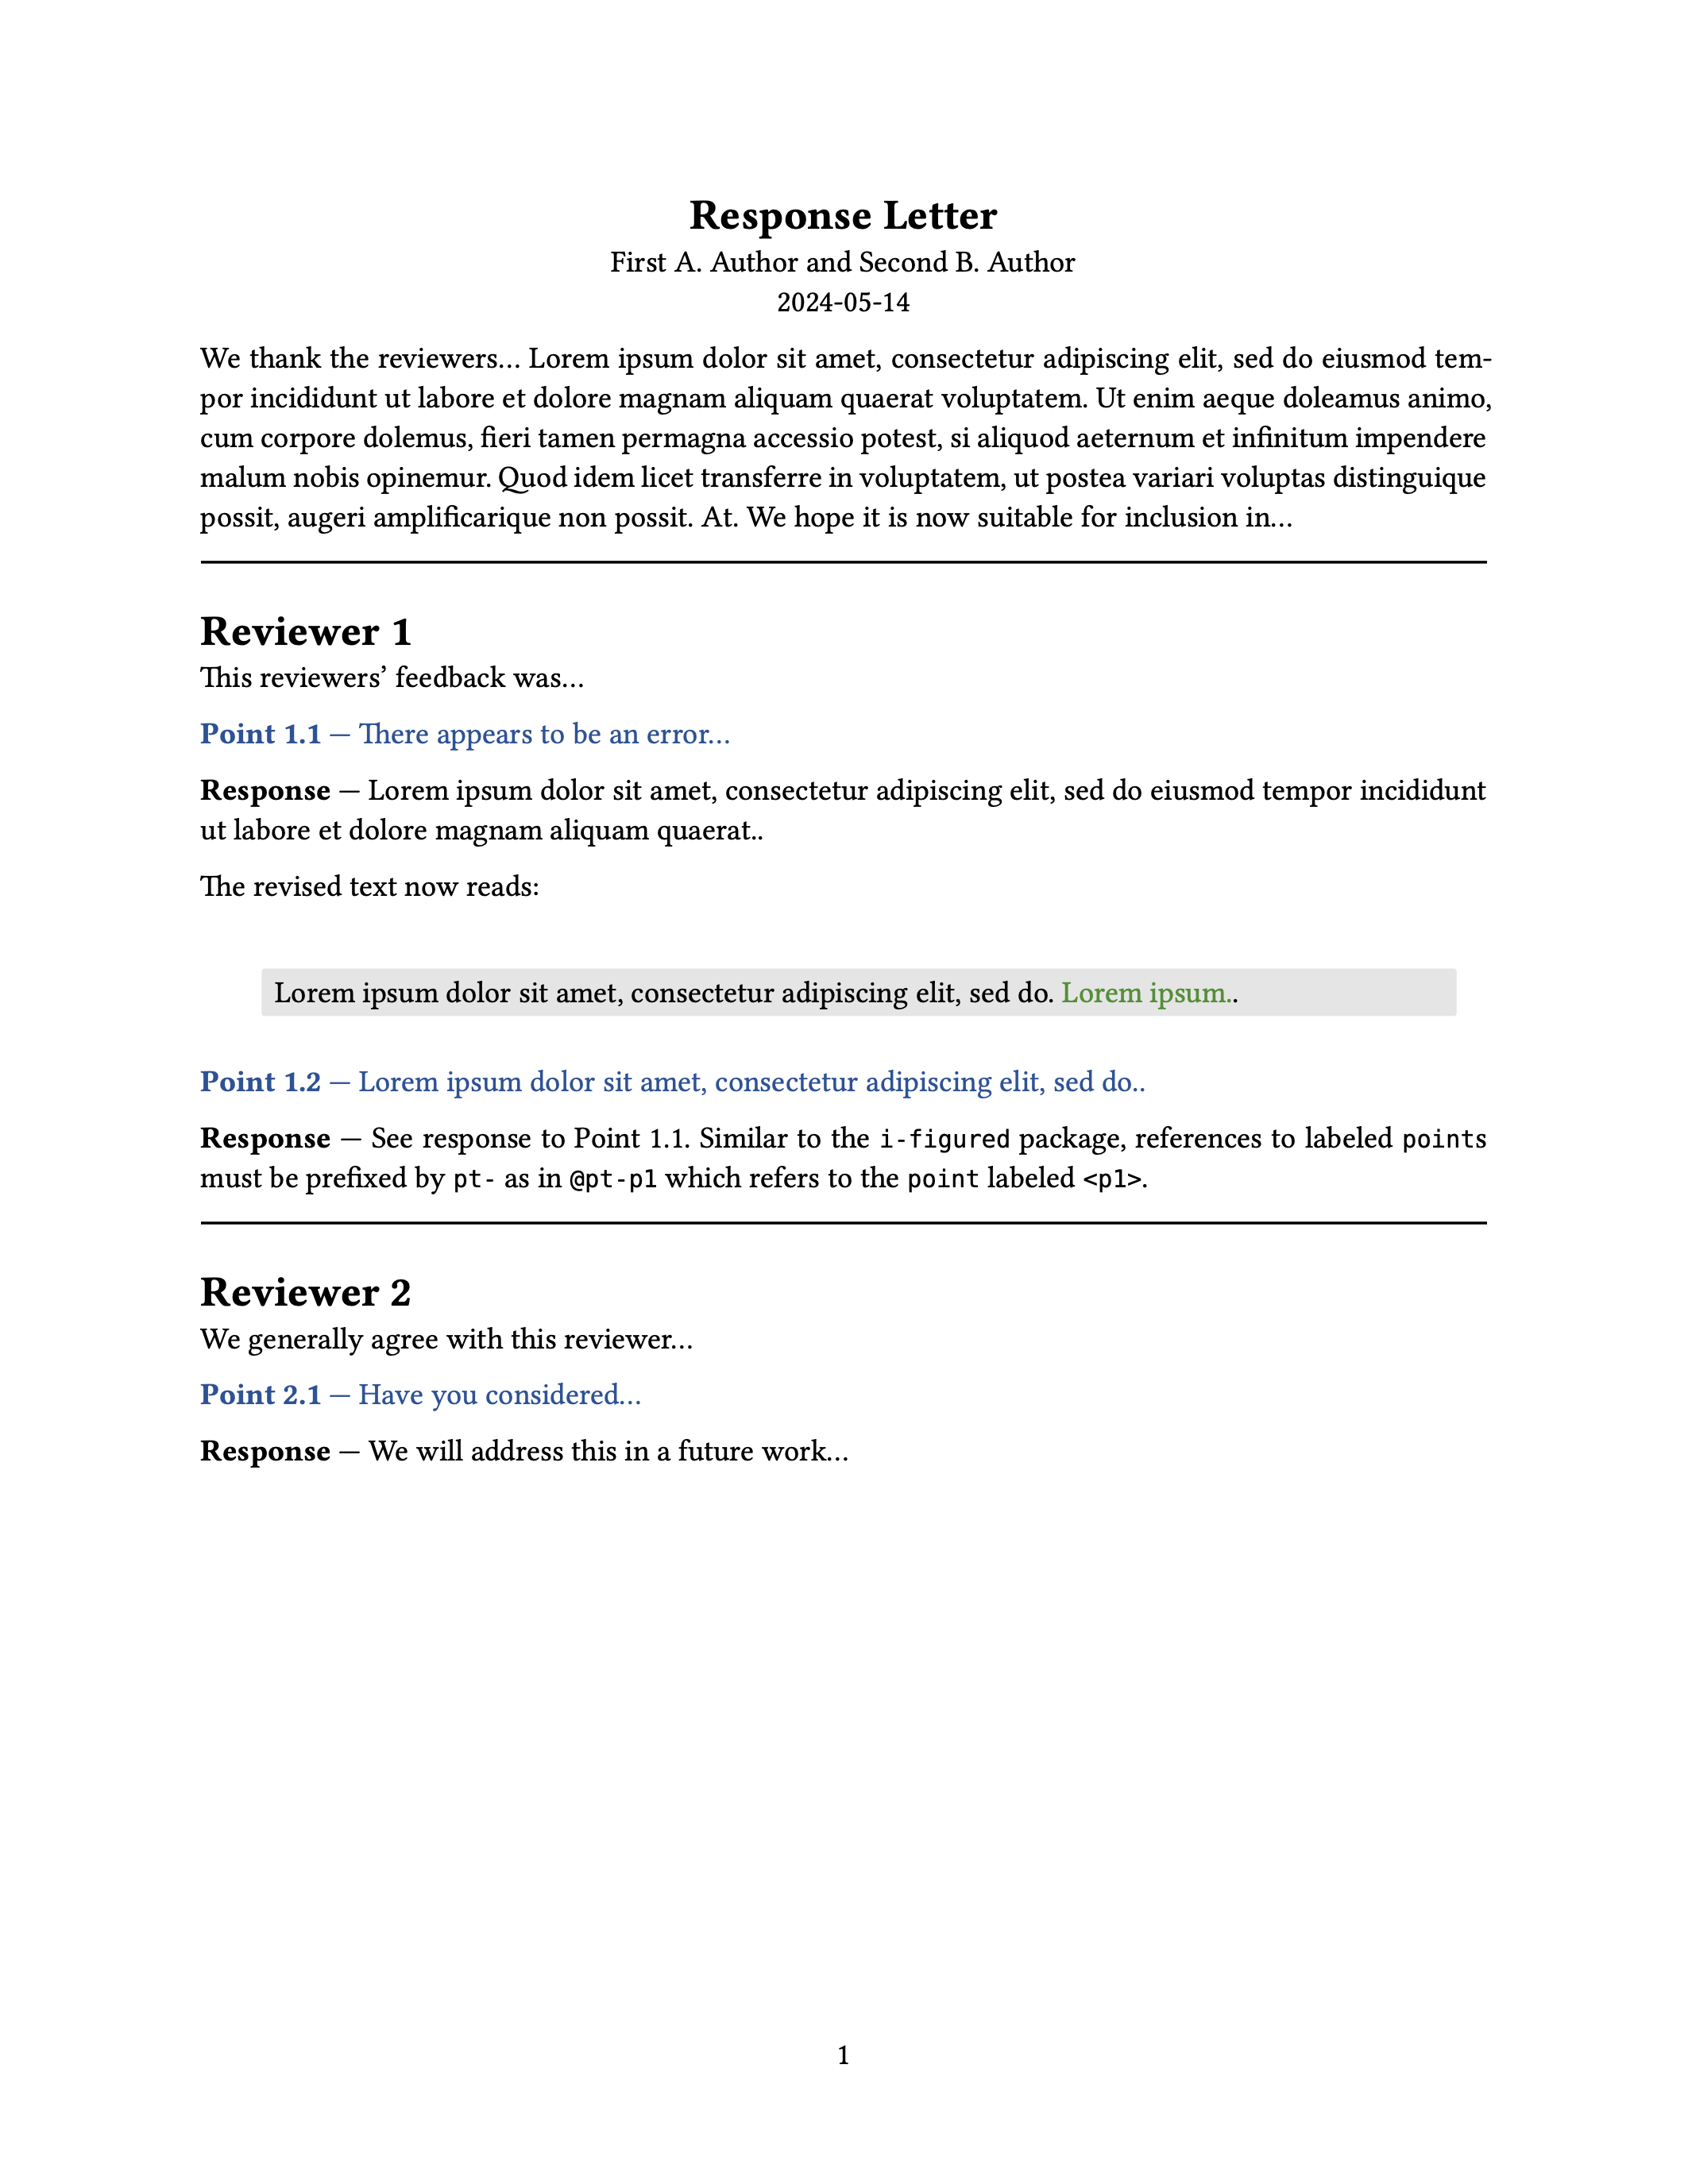 Response Letter
First A. Author and Second B. Author
2024-05-14
We thank the reviewers… Lorem ipsum dolor sit amet, consectetur adipiscing elit, sed do eiusmod tem-
por incididunt ut labore et dolore magnam aliquam quaerat voluptatem. Ut enim aeque doleamus animo,
cum corpore dolemus, fieri tamen permagna accessio potest, si aliquod aeternum et infinitum impendere
malum nobis opinemur. Quod idem licet transferre in voluptatem, ut postea variari voluptas distinguique
possit, augeri amplificarique non possit. At. We hope it is now suitable for inclusion in…
Reviewer 1
This reviewers’ feedback was…
Point 1.1 — There appears to be an error…
Response — Lorem ipsum dolor sit amet, consectetur adipiscing elit, sed do eiusmod tempor incididunt
ut labore et dolore magnam aliquam quaerat..
The revised text now reads:
Lorem ipsum dolor sit amet, consectetur adipiscing elit, sed do. Lorem ipsum..
Point 1.2 — Lorem ipsum dolor sit amet, consectetur adipiscing elit, sed do..
Response — See response to Point 1.1. Similar to the i-figured package, references to labeled points
must be prefixed by pt- as in @pt-p1 which refers to the point labeled <p1>.
Reviewer 2
We generally agree with this reviewer…
Point 2.1 — Have you considered…
Response — We will address this in a future work…
1